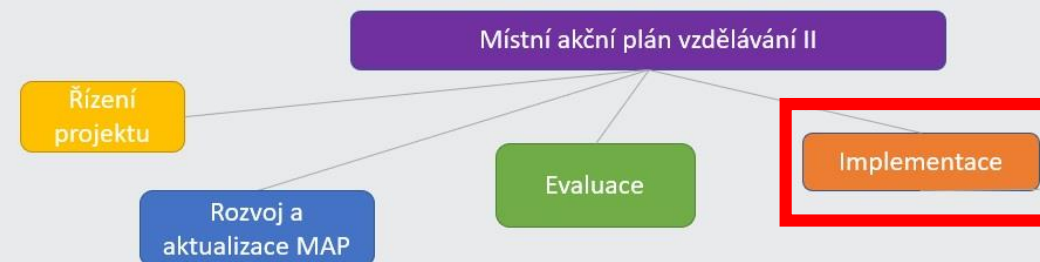 Místní akční plán vzdělávání II
Řízení
projektu
Rozvoj a
aktualizace MAP
Evaluace
Implementace